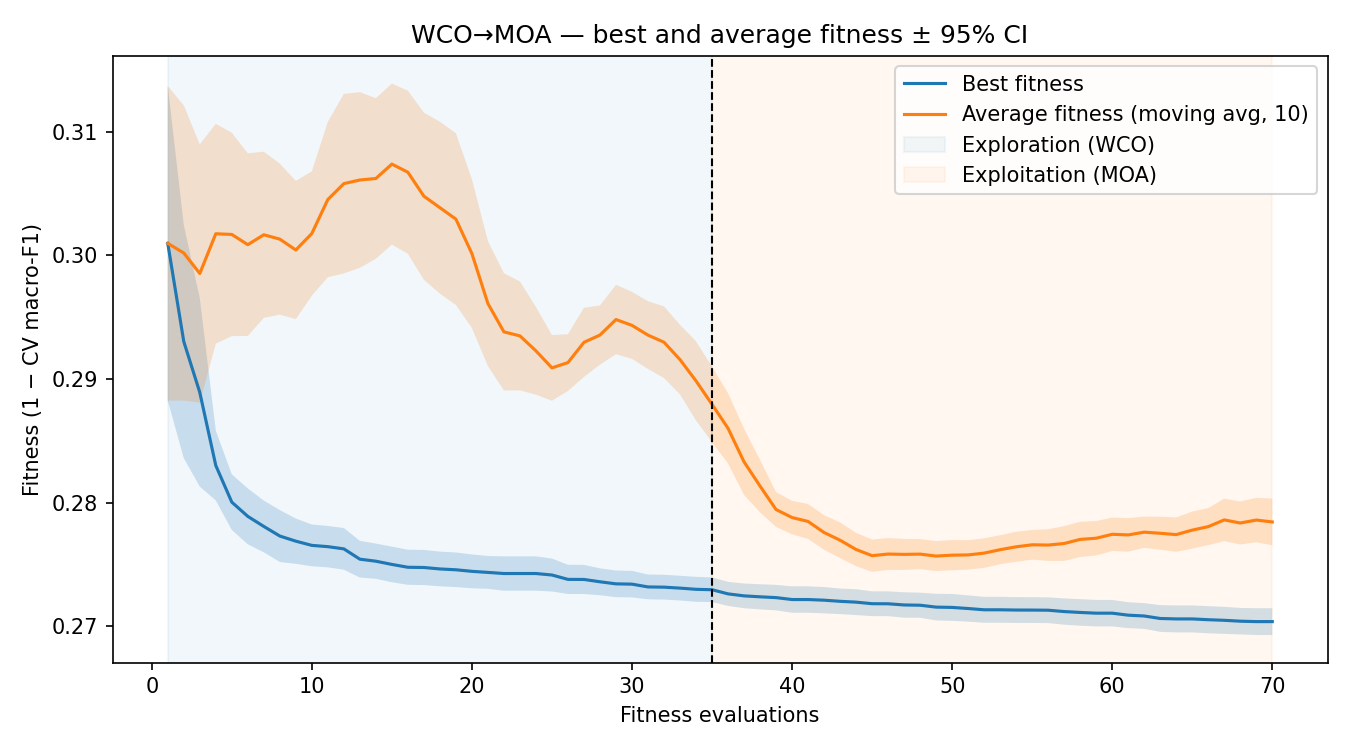 WCO→MOA — best and average fitness ± 95% CI
Best fitness
Average fitness (moving avg, 10)
Exploration (WCO)
Exploitation (MOA)
Fitness (1 − CV macro-F1)
0.31
0.30
0.29
0.28
0.27
0
10
20
30
40
50
60
70
Fitness evaluations